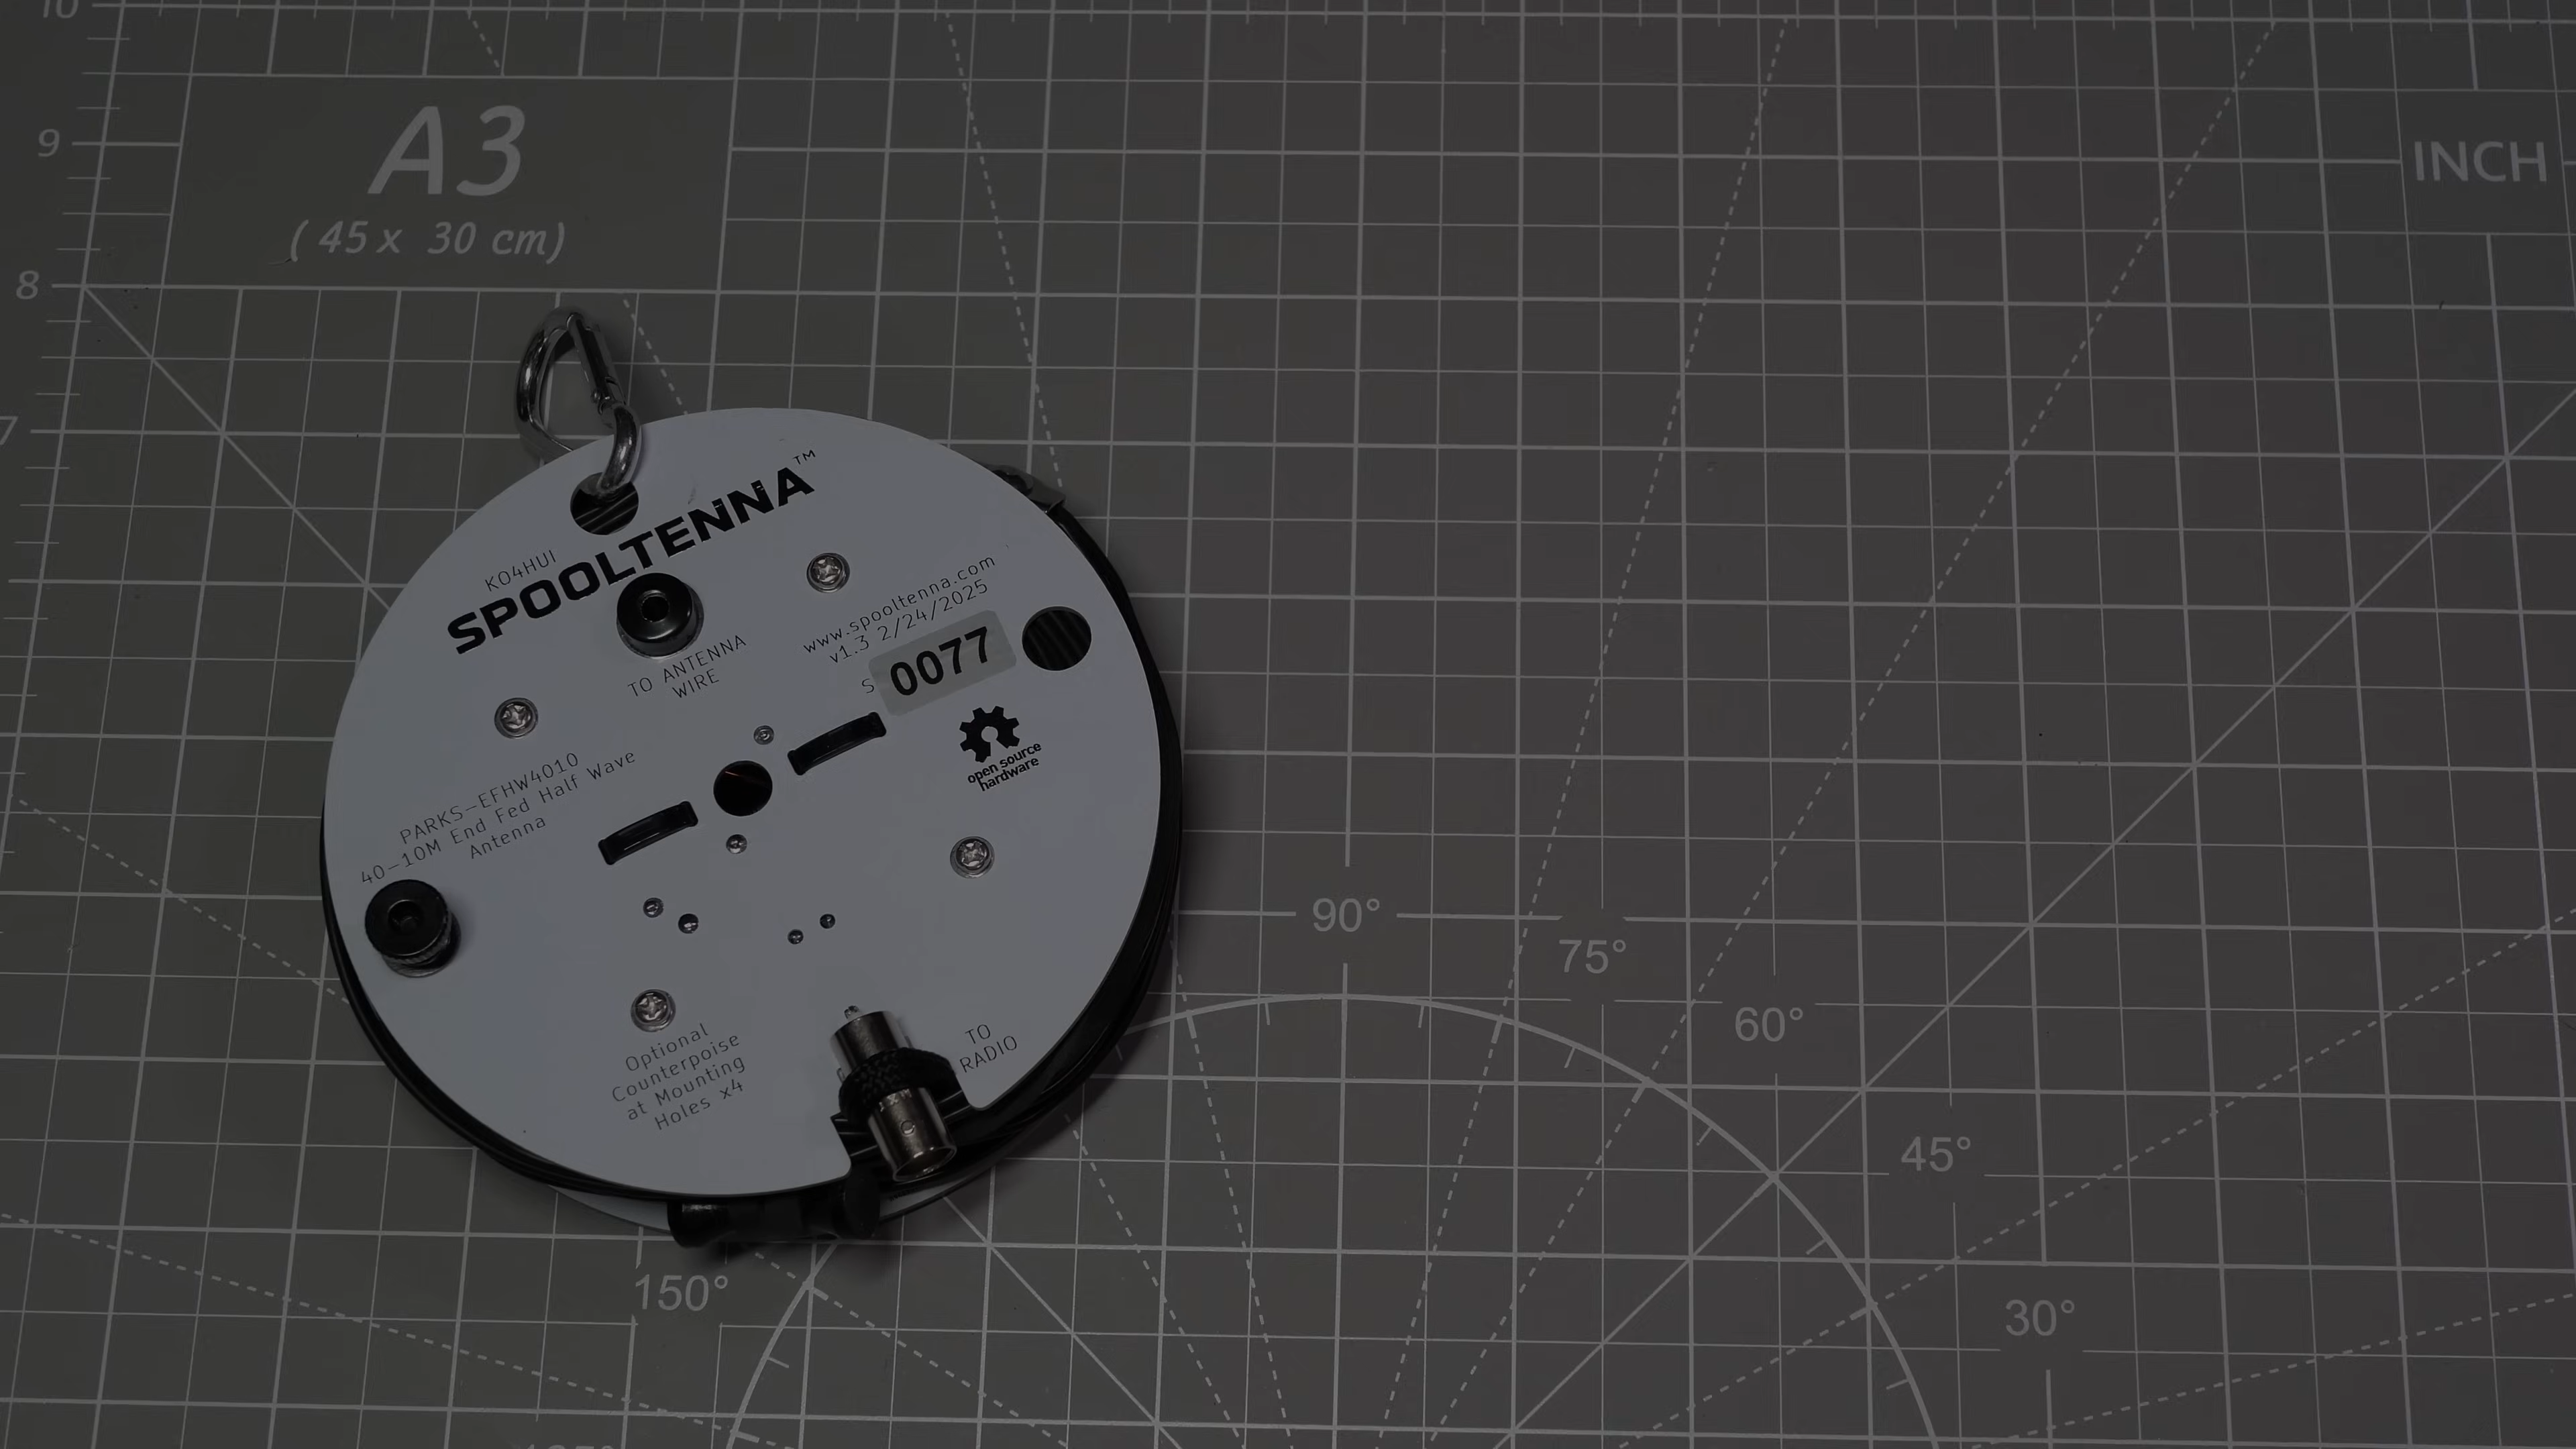 10
9
8
7
A3
( 45 x 30 cm)
INCH
KO4HUI
SPOOLTENNA™
TO ANTENNA
WIRE
www.spooltenna.com
v1.3 2/24/2025
S
0077
open source
hardware
PARKS-EFHW4010
40-10M End Fed Half Wave
Antenna
Optional
Counterpoise
at Mounting
Holes x4
TO
RADIO
90°
75°
60°
45°
30°
150°